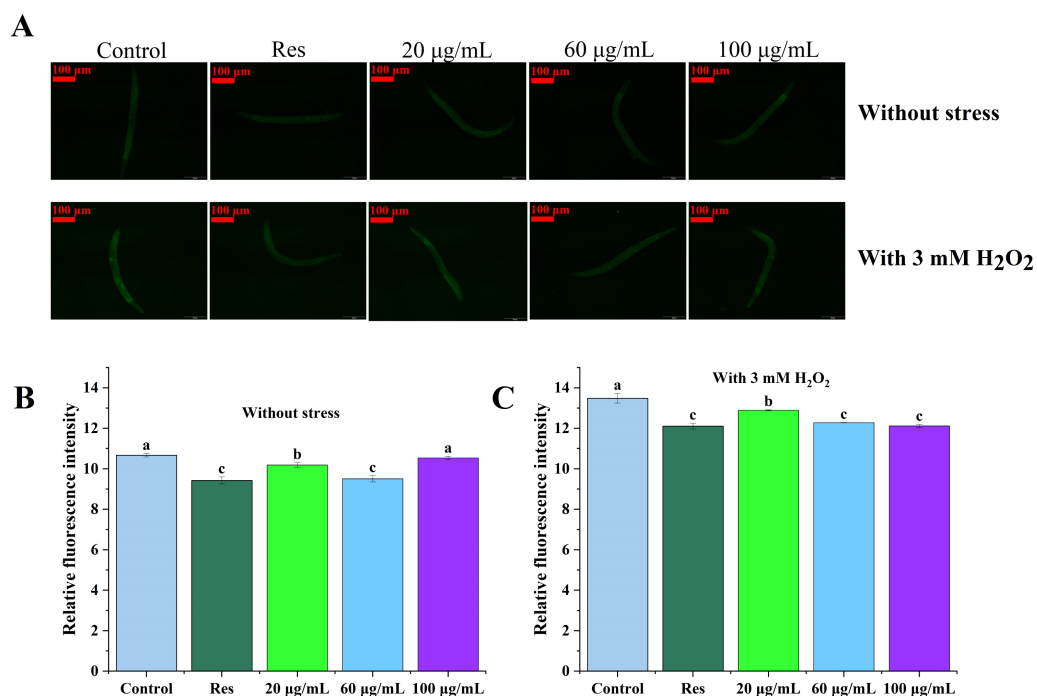 A
Control Res 20 μg/mL 60 μg/mL 100 μg/mL
100 μm 100 μm 100 μm 100 μm 100 μm
Without stress
100 μm 100 μm 100 μm 100 μm 100 μm
With 3 mM H₂O₂
B
Without stress
Relative fluorescence intensity
14
12
10
8
6
4
2
0
a c b c a
Control Res 20 μg/mL 60 μg/mL 100 μg/mL
C
With 3 mM H₂O₂
Relative fluorescence intensity
14
12
10
8
6
4
2
0
a c b c c
Control Res 20 μg/mL 60 μg/mL 100 μg/mL